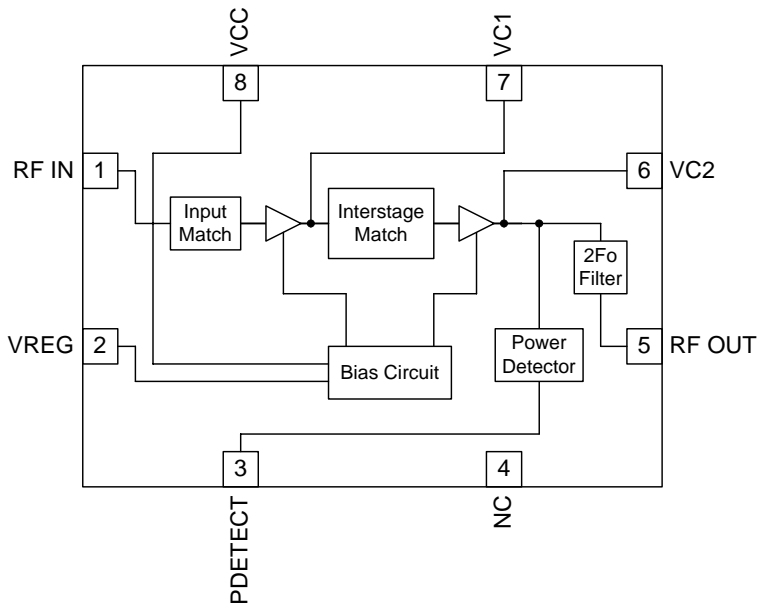 VCC
VC1
8
7
RF IN
1
6
VC2
Input
Match
Interstage
Match
2Fo
Filter
VREG
2
Bias Circuit
Power
Detector
5
RF OUT
3
4
PDETECT
NC